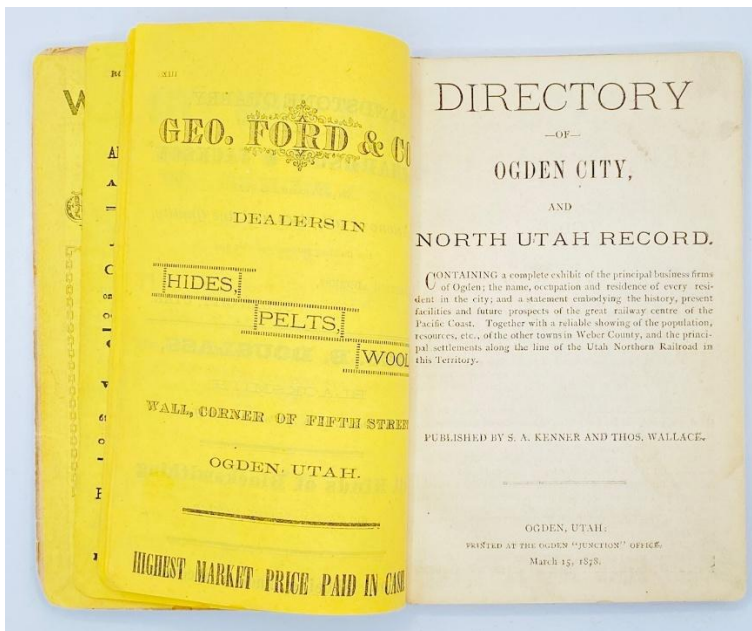 XIII
GEO. FORD & CO
DEALERS IN
HIDES,
PELTS,
WOOL
WALL, CORNER OF FIFTH STREE
OGDEN, UTAH.
HIGHEST MARKET PRICE PAID IN CASH
DIRECTORY
—OF—
OGDEN CITY,
AND
NORTH UTAH RECORD.
CONTAINING a complete exhibit of the principal business firms
of Ogden; the name, occupation and residence of every resi-
dent in the city; and a statement embodying the history, present
facilities and future prospects of the great railway centre of the
Pacific Coast. Together with a reliable showing of the population,
resources, etc., of the other towns in Weber County, and the princi-
pal settlements along the line of the Utah Northern Railroad in
this Territory.
PUBLISHED BY S. A. KENNER AND THOS. WALLACE.
OGDEN, UTAH:
PRINTED AT THE OGDEN "JUNCTION" OFFICE.
March 15, 1878.